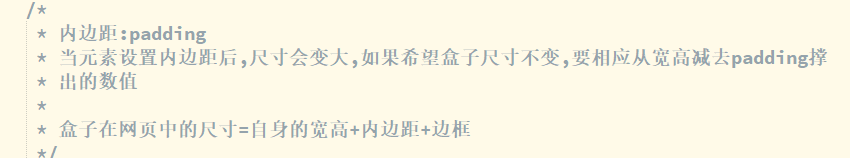 /*
* 内边距:padding
* 当元素设置内边距后,尺寸会变大,如果希望盒子尺寸不变,要相应从宽高减去padding撑
* 出的数值
*
* 盒子在网页中的尺寸=自身的宽高+内边距+边框
*/